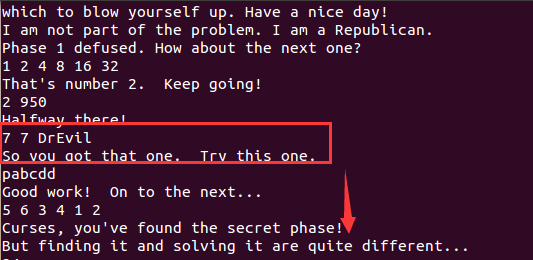 which to blow yourself up. Have a nice day!
I am not part of the problem. I am a Republican.
Phase 1 defused. How about the next one?
1 2 4 8 16 32
That's number 2.  Keep going!
2 950
Halfway there!
7 7 DrEvil
So you got that one.  Try this one.
pabcdd
Good work!  On to the next...
5 6 3 4 1 2
Curses, you've found the secret phase!
But finding it and solving it are quite different...